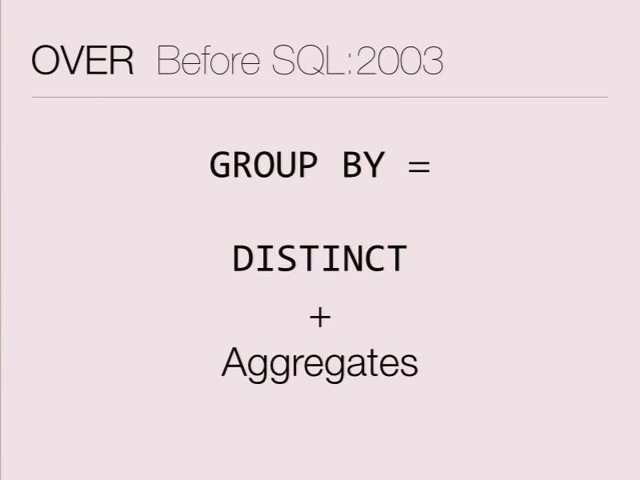 OVER Before SQL:2003
GROUP BY =
DISTINCT
+
Aggregates